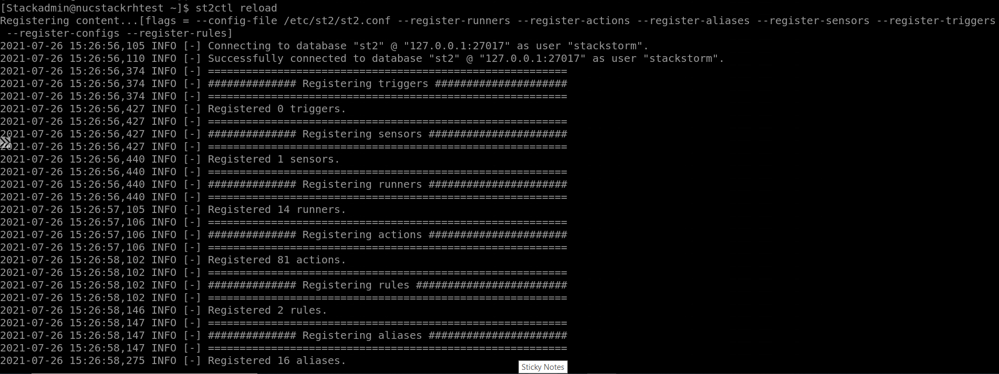 [Stackadmin@nucstackrhtest ~]$ st2ctl reload
Registering content...[flags = --config-file /etc/st2/st2.conf --register-runners --register-actions --register-aliases --register-sensors --register-triggers
--register-configs --register-rules]
2021-07-26 15:26:56,105 INFO [-] Connecting to database "st2" @ "127.0.0.1:27017" as user "stackstorm".
2021-07-26 15:26:56,110 INFO [-] Successfully connected to database "st2" @ "127.0.0.1:27017" as user "stackstorm".
2021-07-26 15:26:56,374 INFO [-] =========================================================
2021-07-26 15:26:56,374 INFO [-] ############## Registering triggers #####################
2021-07-26 15:26:56,374 INFO [-] =========================================================
2021-07-26 15:26:56,427 INFO [-] Registered 0 triggers.
2021-07-26 15:26:56,427 INFO [-] =========================================================
2021-07-26 15:26:56,427 INFO [-] ############## Registering sensors ######################
2021-07-26 15:26:56,427 INFO [-] =========================================================
2021-07-26 15:26:56,440 INFO [-] Registered 1 sensors.
2021-07-26 15:26:56,440 INFO [-] =========================================================
2021-07-26 15:26:56,440 INFO [-] ############## Registering runners ######################
2021-07-26 15:26:56,440 INFO [-] =========================================================
2021-07-26 15:26:57,105 INFO [-] Registered 14 runners.
2021-07-26 15:26:57,106 INFO [-] =========================================================
2021-07-26 15:26:57,106 INFO [-] ############## Registering actions ######################
2021-07-26 15:26:57,106 INFO [-] =========================================================
2021-07-26 15:26:58,102 INFO [-] Registered 81 actions.
2021-07-26 15:26:58,102 INFO [-] =========================================================
2021-07-26 15:26:58,102 INFO [-] ############## Registering rules ########################
2021-07-26 15:26:58,102 INFO [-] =========================================================
2021-07-26 15:26:58,146 INFO [-] Registered 2 rules.
2021-07-26 15:26:58,147 INFO [-] =========================================================
2021-07-26 15:26:58,147 INFO [-] ############## Registering aliases ######################
2021-07-26 15:26:58,147 INFO [-] =========================================================
2021-07-26 15:26:58,275 INFO [-] Registered 16 aliases.
Sticky Notes